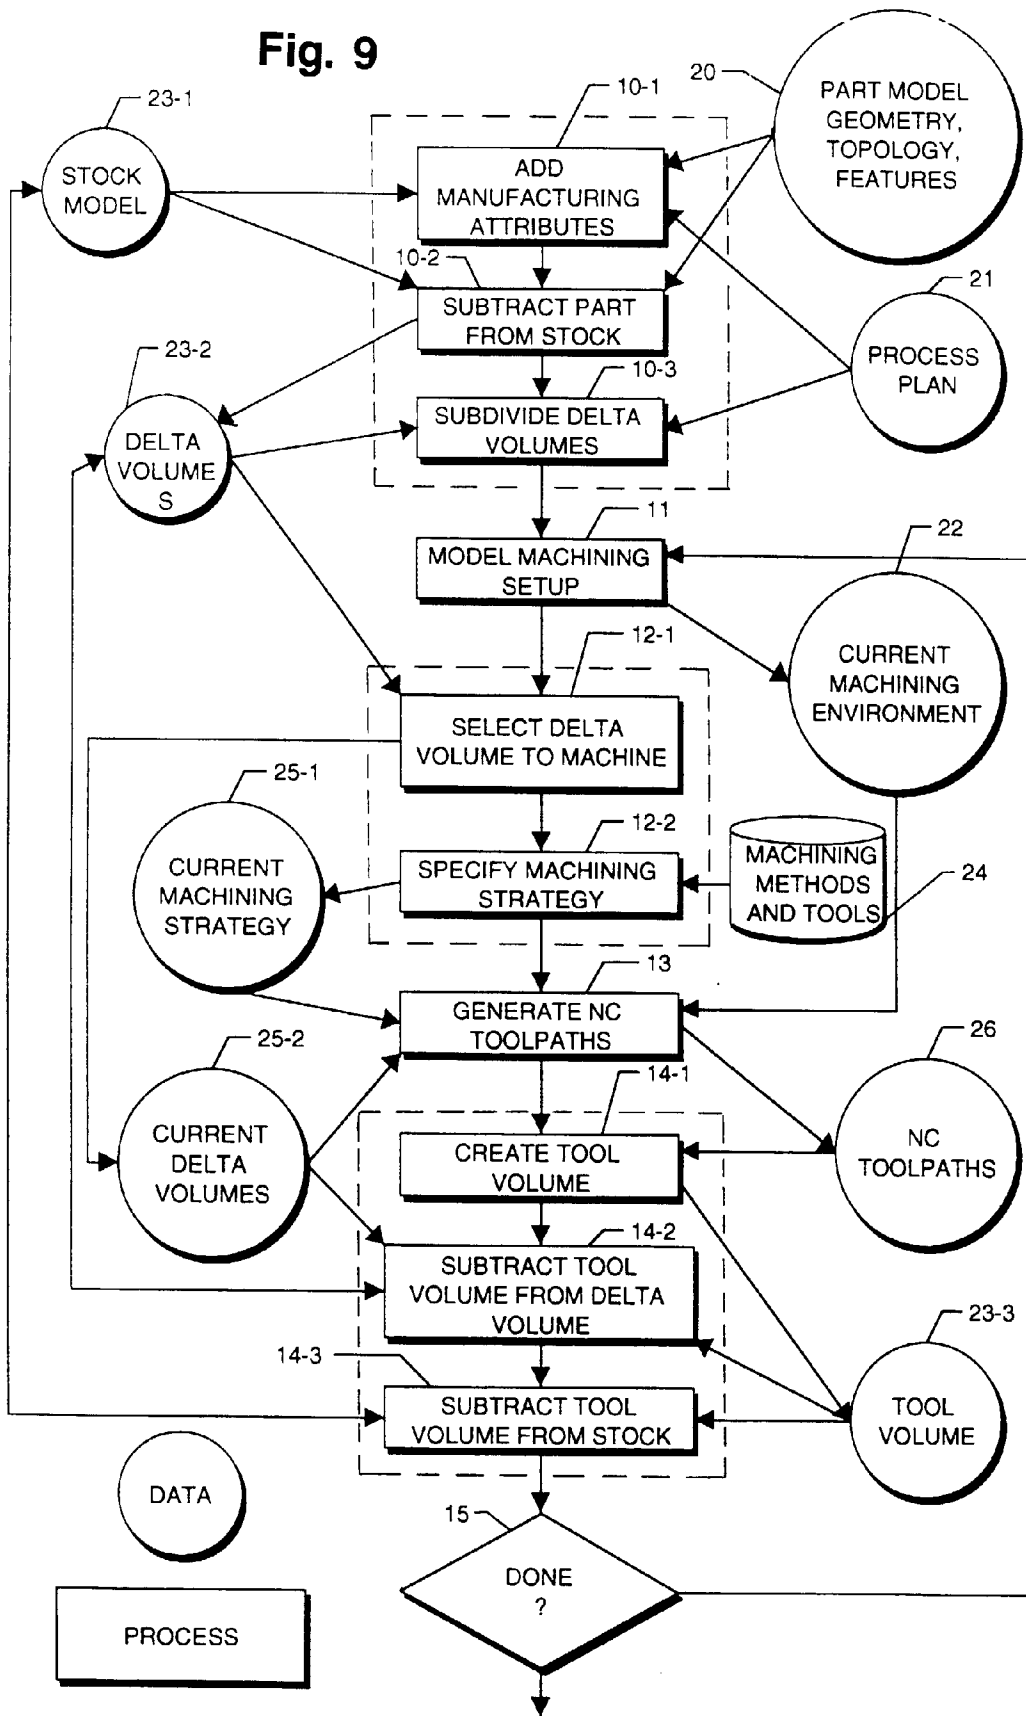 Fig. 9
23-1
10-1
20
STOCK
MODEL
ADD
MANUFACTURING
ATTRIBUTES
PART MODEL
GEOMETRY,
TOPOLOGY,
FEATURES
10-2
SUBTRACT PART
FROM STOCK
21
PROCESS
PLAN
23-2
10-3
DELTA
VOLUME
S
SUBDIVIDE DELTA
VOLUMES
11
MODEL MACHINING
SETUP
22
CURRENT
MACHINING
ENVIRONMENT
12-1
SELECT DELTA
VOLUME TO MACHINE
25-1
CURRENT
MACHINING
STRATEGY
12-2
SPECIFY MACHINING
STRATEGY
MACHINING
METHODS
AND TOOLS
24
13
GENERATE NC
TOOLPATHS
25-2
CURRENT
DELTA
VOLUMES
14-1
CREATE TOOL
VOLUME
26
NC
TOOLPATHS
14-2
SUBTRACT TOOL
VOLUME FROM DELTA
VOLUME
14-3
SUBTRACT TOOL
VOLUME FROM STOCK
23-3
TOOL
VOLUME
DATA
15
DONE
?
PROCESS